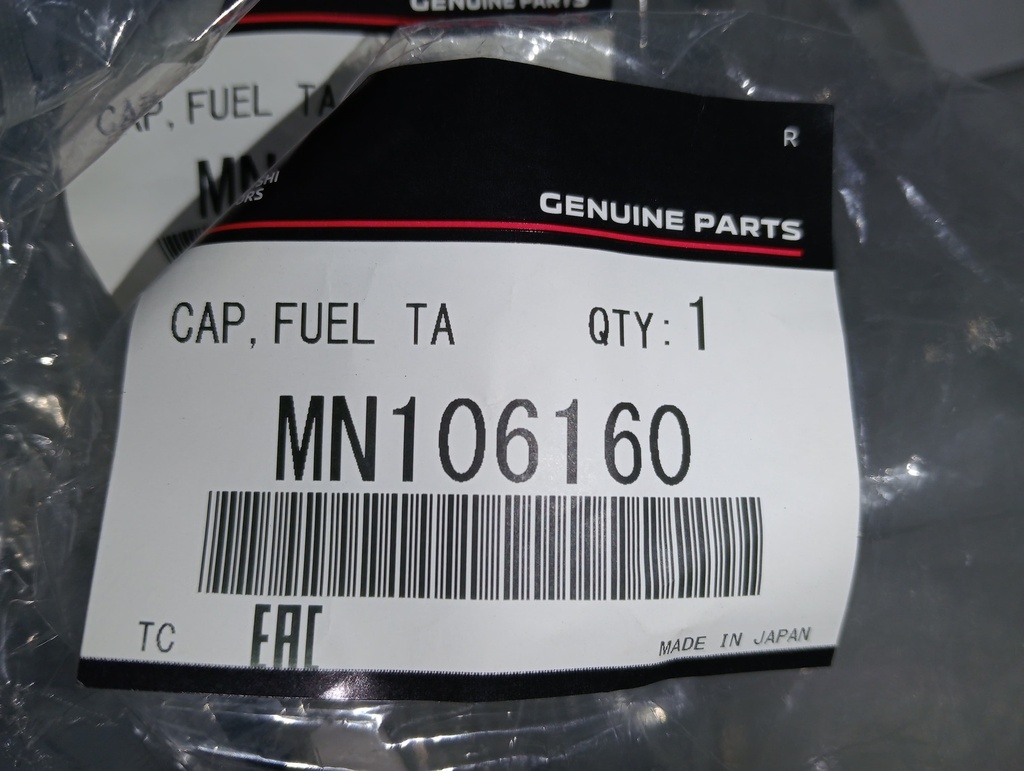 GENUINE PARTS
CAP, FUEL TA
MN
R
GENUINE PARTS
CAP, FUEL TA QTY: 1
MN106160
TC
EAC
MADE IN JAPAN